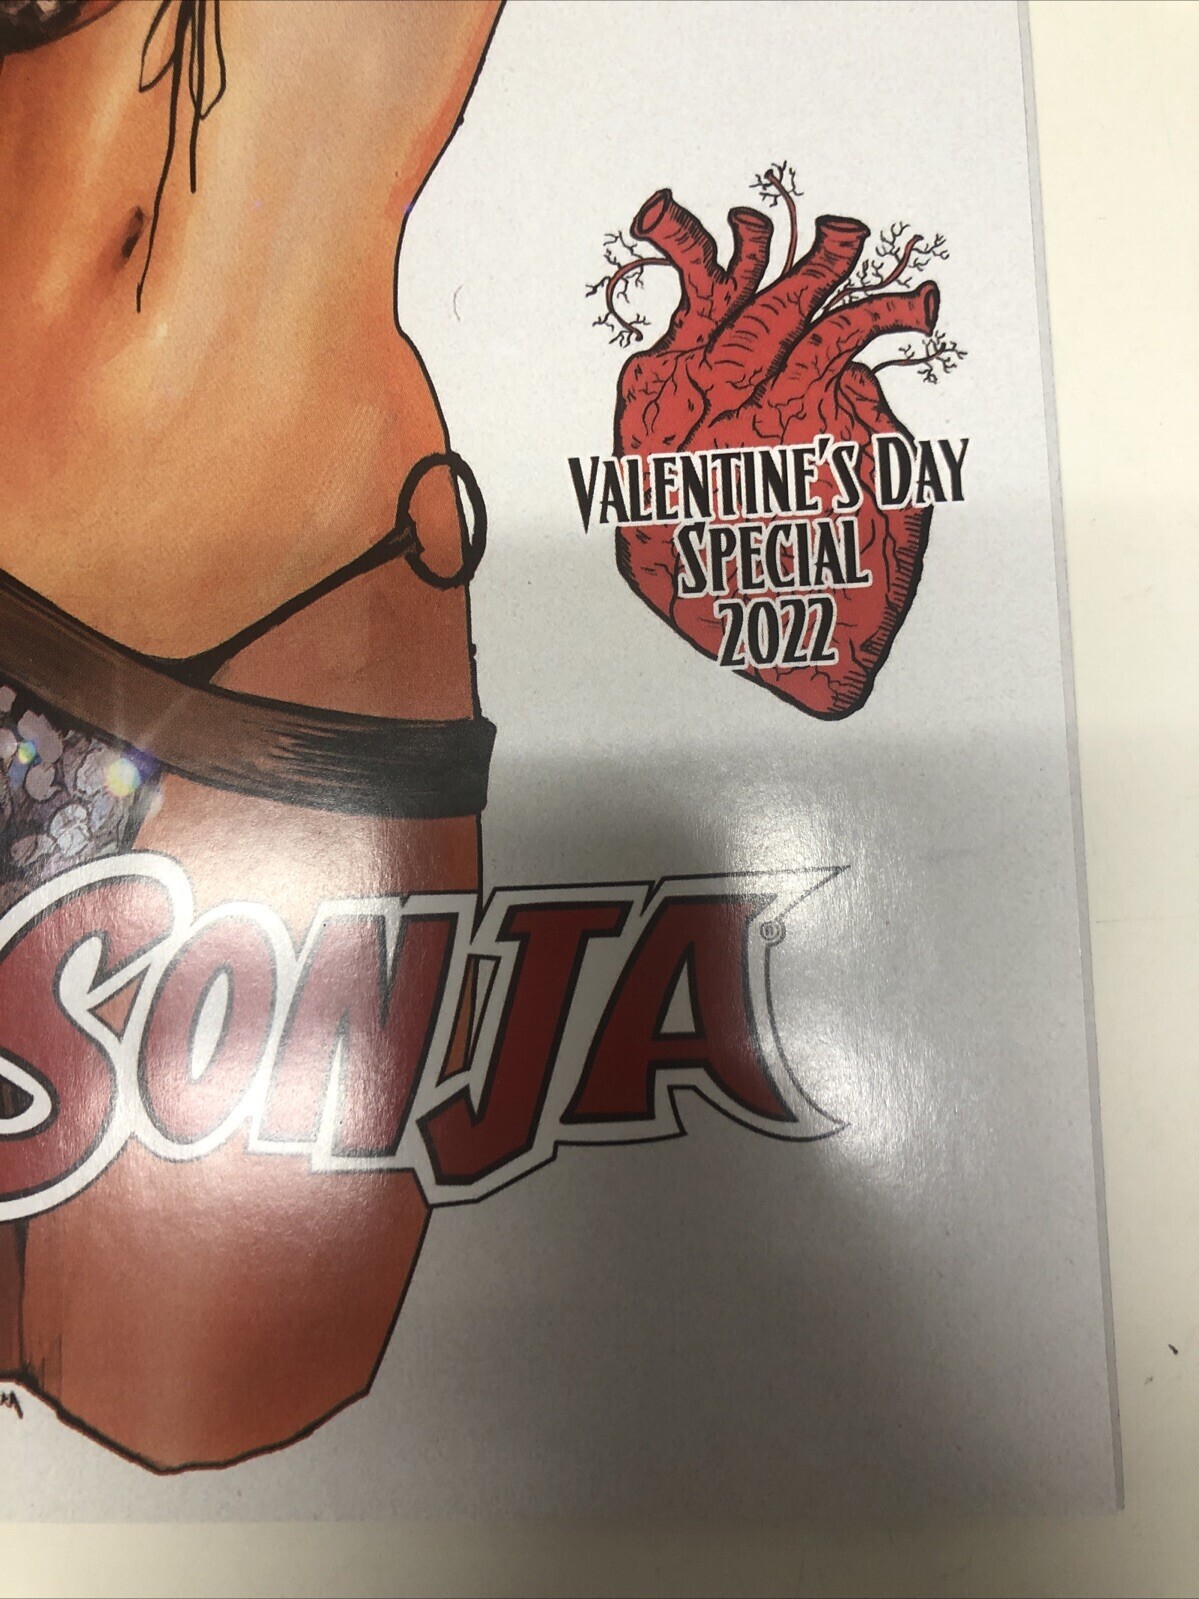 VALENTINE'S DAY
SPECIAL
2022
SONJA®